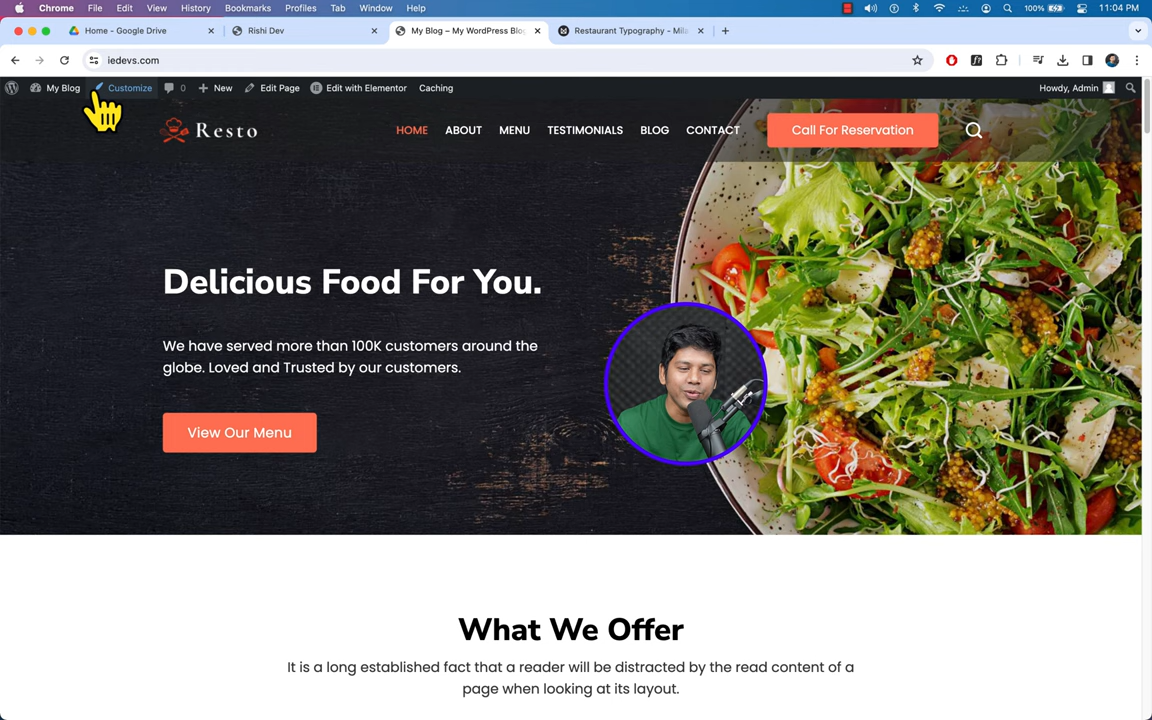 Chrome File Edit View History Bookmarks Profiles Tab Window Help 100% 11:04 PM
Home - Google Drive Rishi Dev My Blog – My WordPress Blog Restaurant Typography - Mila
iedevs.com
My Blog Customize 0 New Edit Page Edit with Elementor Caching Howdy, Admin
Resto HOME ABOUT MENU TESTIMONIALS BLOG CONTACT Call For Reservation
Delicious Food For You.
We have served more than 100K customers around the
globe. Loved and Trusted by our customers.
View Our Menu
What We Offer
It is a long established fact that a reader will be distracted by the read content of a
page when looking at its layout.